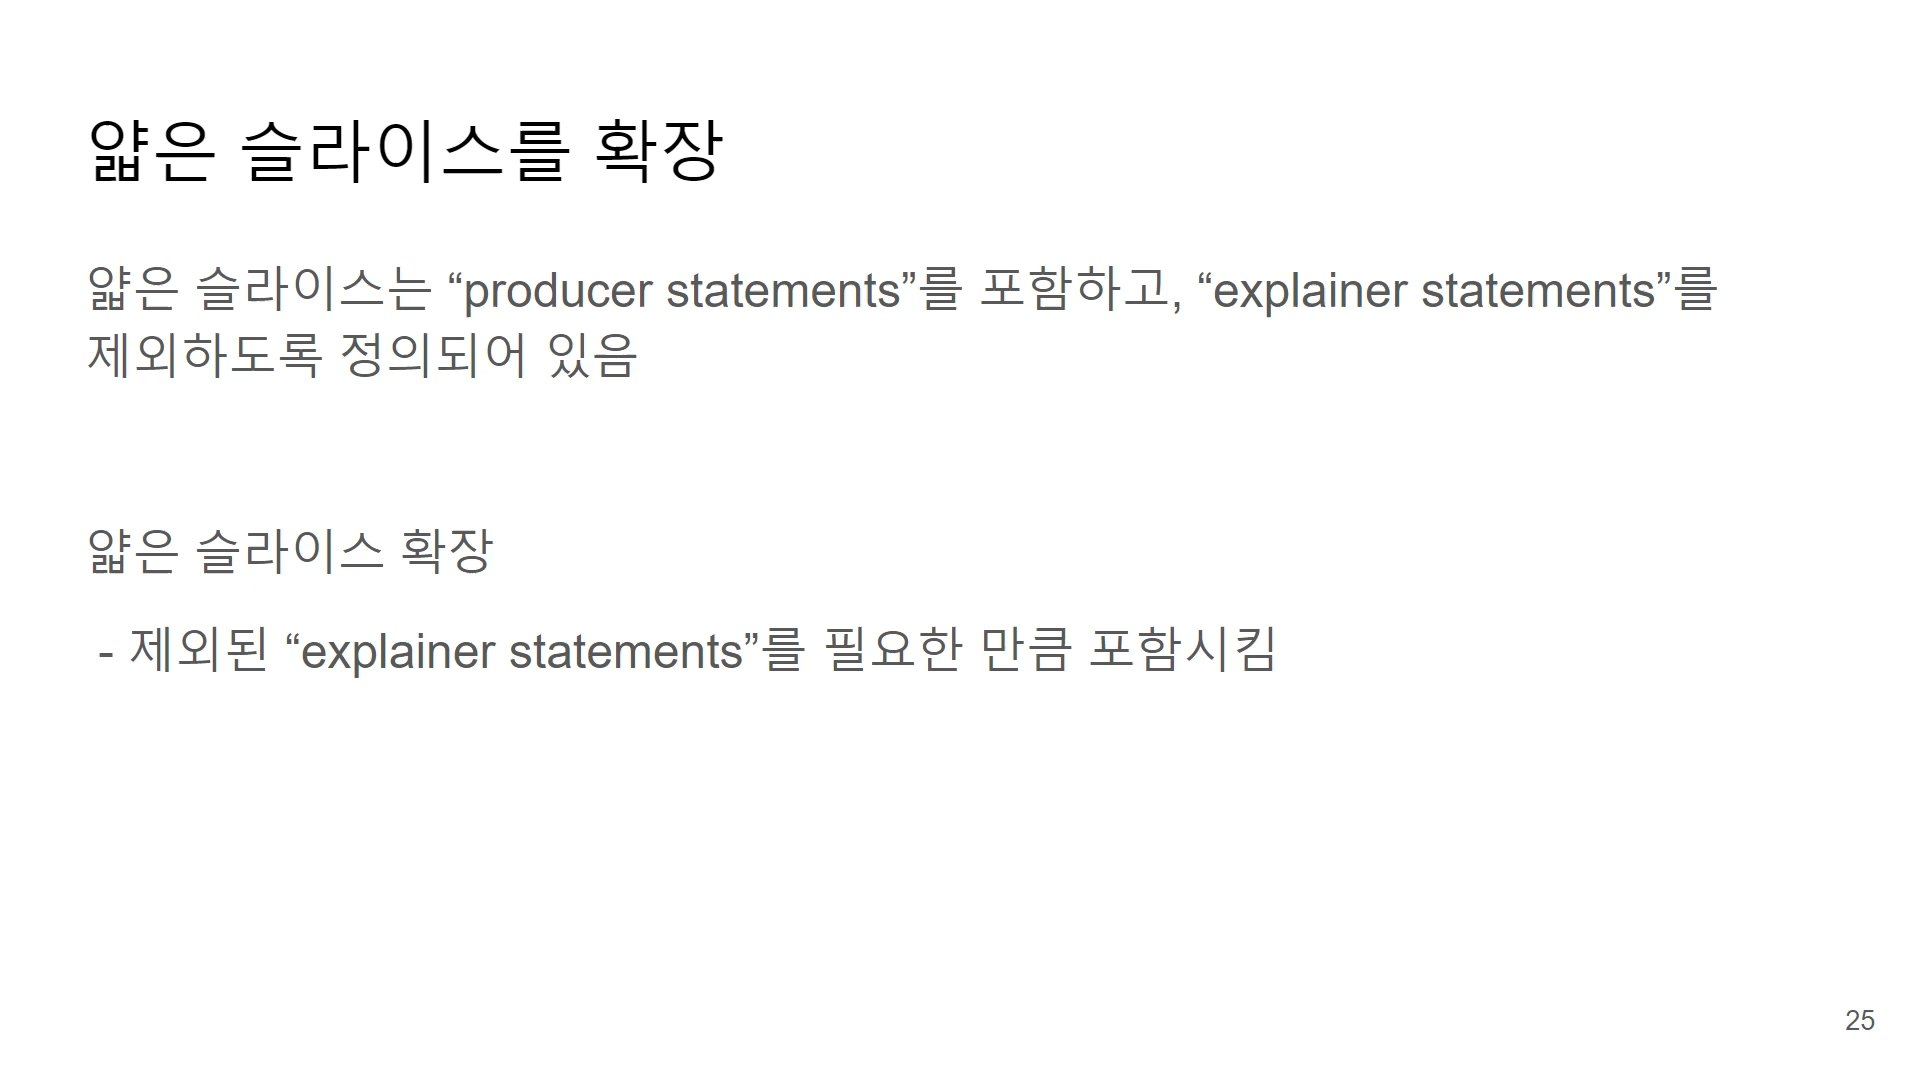 얇은 슬라이스를 확장
얇은 슬라이스는 “producer statements”를 포함하고, “explainer statements”를
제외하도록 정의되어 있음
얇은 슬라이스 확장
- 제외된 “explainer statements”를 필요한 만큼 포함시킴
25